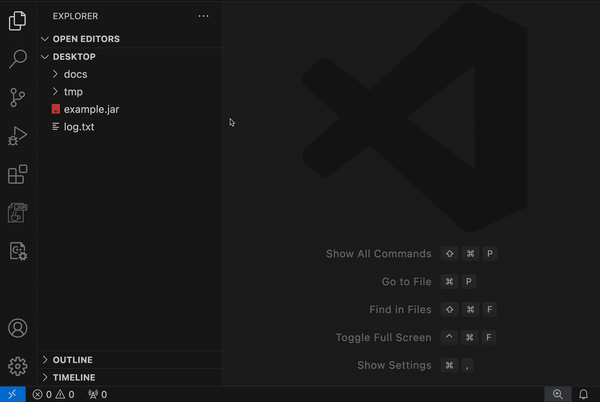 EXPLORER
OPEN EDITORS
DESKTOP
docs
tmp
example.jar
log.txt
OUTLINE
TIMELINE
Show All Commands ⇧ ⌘ P
Go to File ⌘ P
Find in Files ⇧ ⌘ F
Toggle Full Screen ^ ⌘ F
Show Settings ⌘ ,
0 0 0